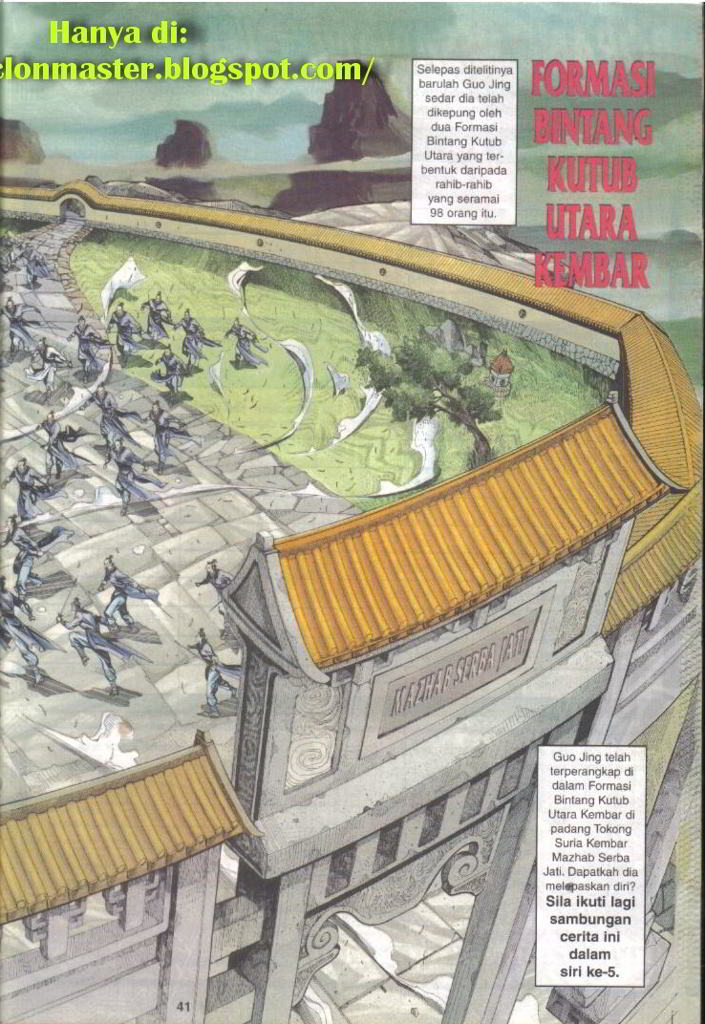 Hanya di:
clonmaster.blogspot.com/
Selepas ditelitinya
barulah Guo Jing
sedar dia telah
dikepung oleh
dua Formasi
Bintang Kutub
Utara yang ter-
bentuk daripada
rahib-rahib
yang seramai
98 orang itu.
FORMASI
BINTANG
KUTUB
UTARA
KEMBAR
MAZHAB SERBA JATI
Guo Jing telah
terperangkap di
dalam Formasi
Bintang Kutub
Utara Kembar di
padang Tokong
Suria Kembar
Mazhab Serba
Jati. Dapatkah dia
melepaskan diri?
Sila ikuti lagi
sambungan
cerita ini
dalam
siri ke-5.
41